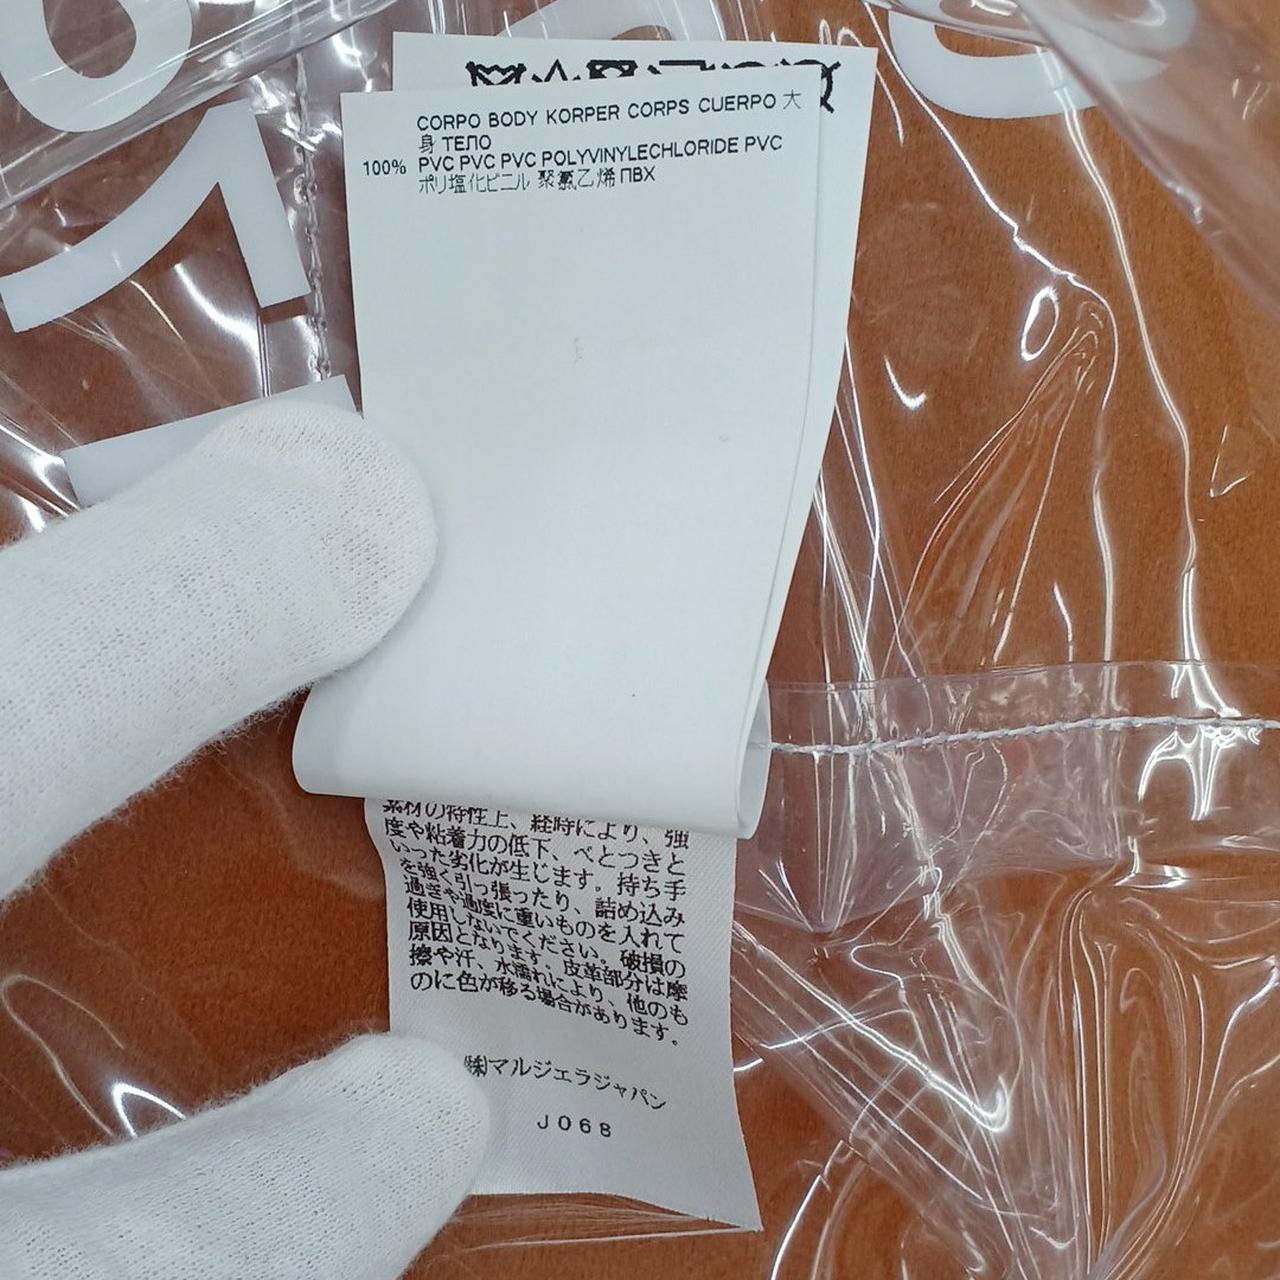 CORPO BODY KORPER CORPS CUERPO 大
身 ТЕЛО
100% PVC PVC PVC POLYVINYLECHLORIDE PVC
ポリ塩化ビニル 聚氯乙烯 ПВХ
素材の特性上、経時により、強
度や粘着力の低下、べとつきと
いった劣化が生じます。持ち手
を強く引っ張ったり、詰め込み
過ぎや過度に重いものを入れて
使用しないでください。破損の
原因となります。皮革部分は摩
擦や汗、水濡れにより、他のも
のに色が移る場合があります。
㈱マルジェラジャパン
J068